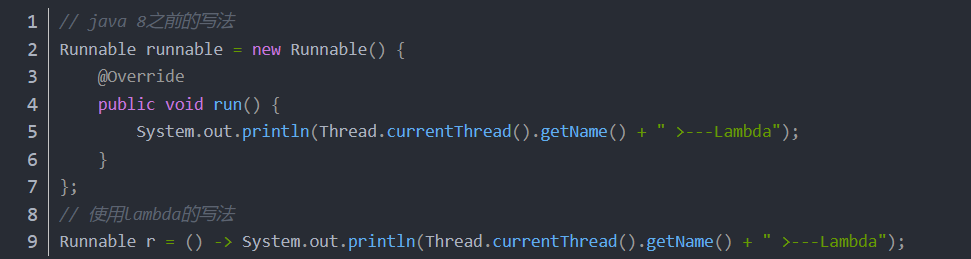 1 // java 8之前的写法
2 Runnable runnable = new Runnable() {
3     @Override
4     public void run() {
5         System.out.println(Thread.currentThread().getName() + " >---Lambda");
6     }
7 };
8 // 使用lambda的写法
9 Runnable r = () -> System.out.println(Thread.currentThread().getName() + " >---Lambda");